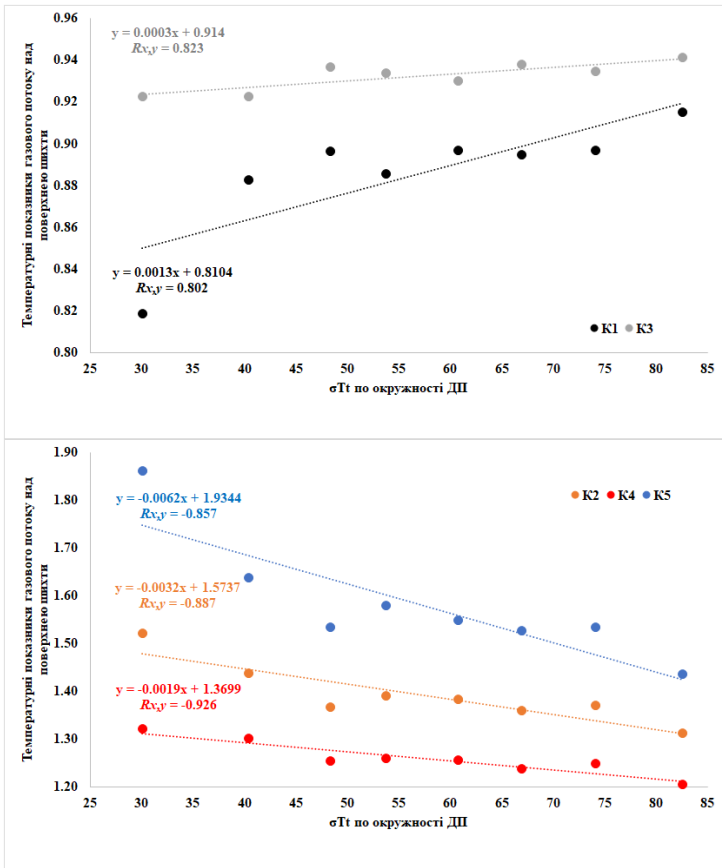 Температурні показники газового потоку над
поверхнею шихти
0.96
0.94
0.92
0.90
0.88
0.86
0.84
0.82
0.80
y = 0.0003x + 0.914
Rx,y = 0.823
y = 0.0013x + 0.8104
Rx,y = 0.802
К1 К3
25 30 35 40 45 50 55 60 65 70 75 80 85
σTt по окружності ДП
Температурні показники газового потоку над
поверхнею шихти
1.90
1.80
1.70
1.60
1.50
1.40
1.30
1.20
y = -0.0062x + 1.9344
Rx,y = -0.857
y = -0.0032x + 1.5737
Rx,y = -0.887
y = -0.0019x + 1.3699
Rx,y = -0.926
К2 К4 К5
25 30 35 40 45 50 55 60 65 70 75 80 85
σTt по окружності ДП